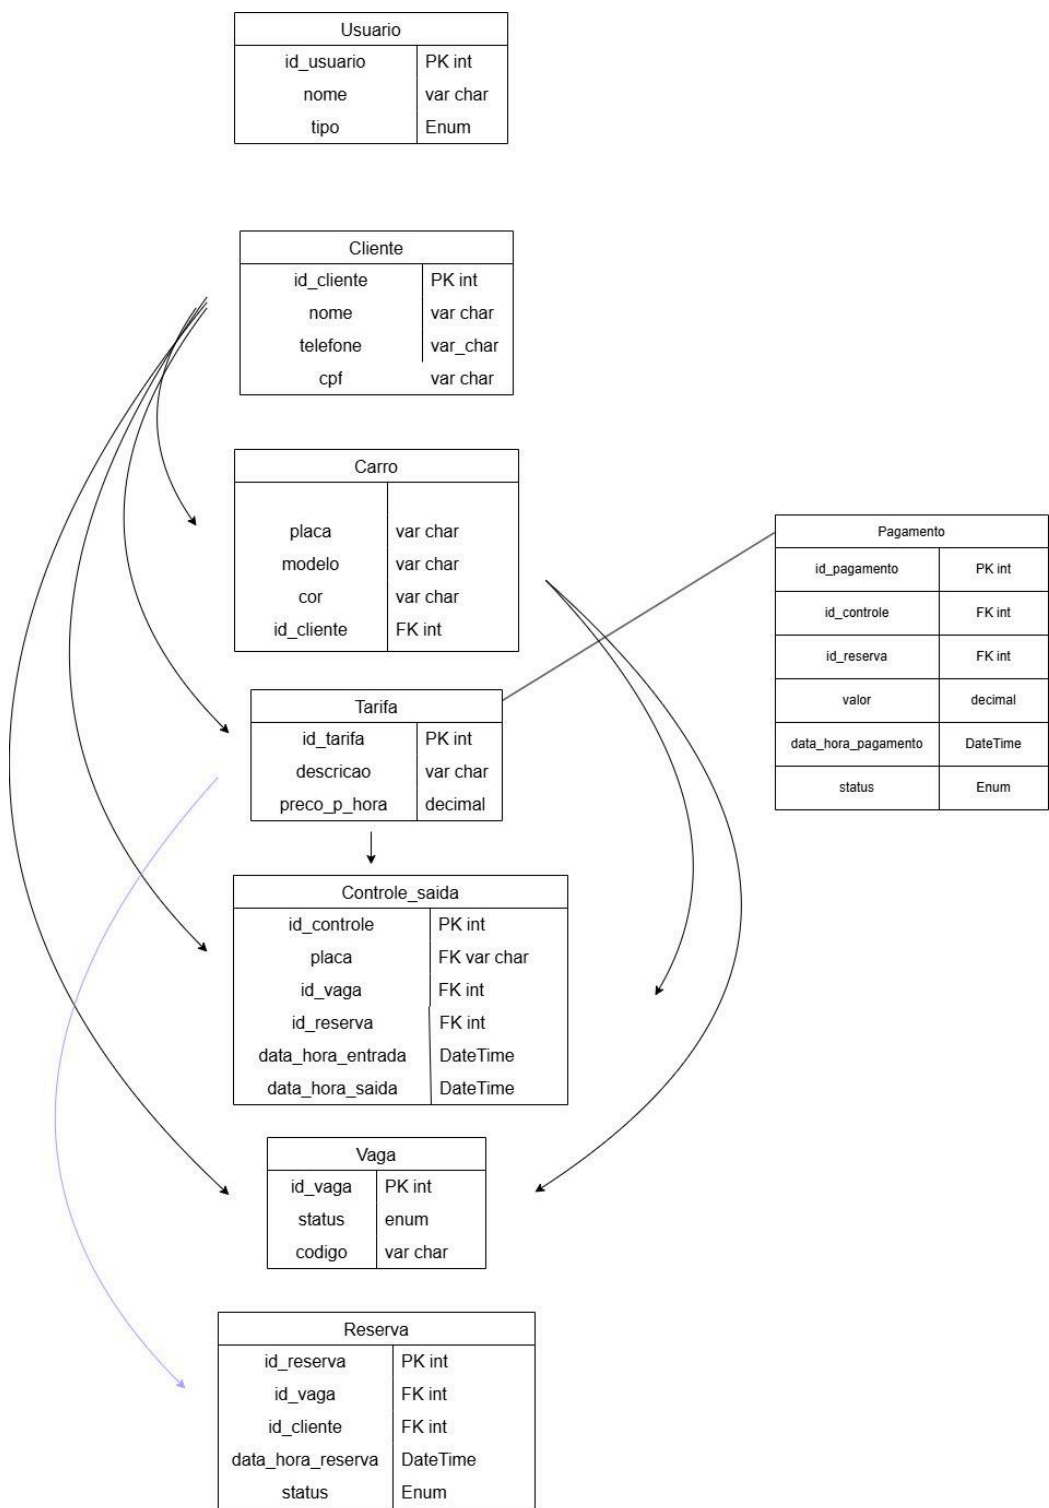 Usuario
id_usuario PK int
nome var char
tipo Enum
Cliente
id_cliente PK int
nome var char
telefone var_char
cpf var char
Carro
placa var char
modelo var char
cor var char
id_cliente FK int
Pagamento
id_pagamento PK int
id_controle FK int
id_reserva FK int
valor decimal
data_hora_pagamento DateTime
status Enum
Tarifa
id_tarifa PK int
descricao var char
preco_p_hora decimal
Controle_saida
id_controle PK int
placa FK var char
id_vaga FK int
id_reserva FK int
data_hora_entrada DateTime
data_hora_saida DateTime
Vaga
id_vaga PK int
status enum
codigo var char
Reserva
id_reserva PK int
id_vaga FK int
id_cliente FK int
data_hora_reserva DateTime
status Enum